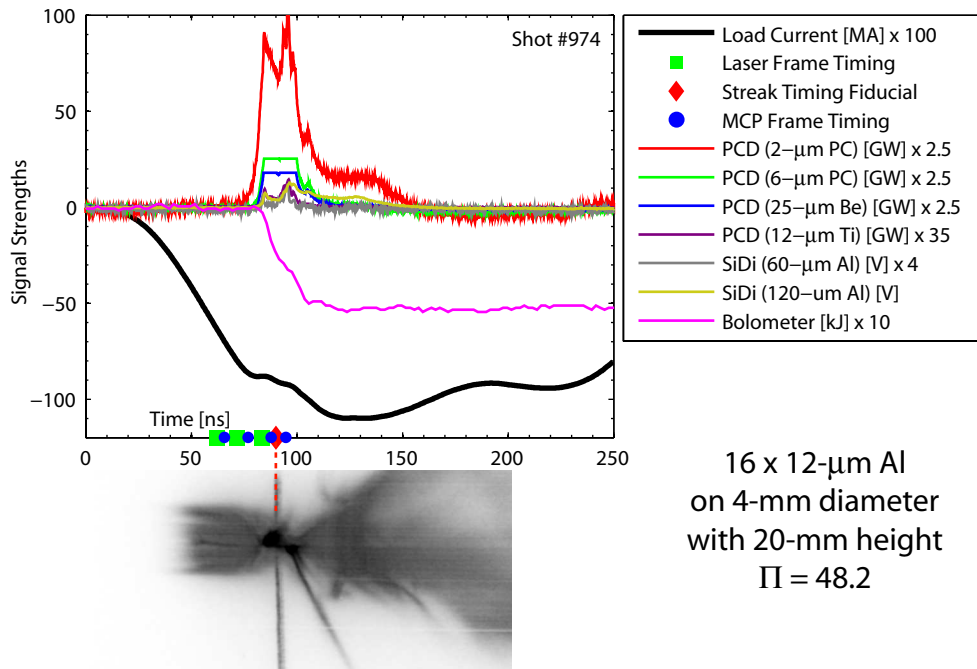 Shot #974
Signal Strengths
100
50
0
−50
−100
Time [ns]
0 50 100 150 200 250
Load Current [MA] x 100
Laser Frame Timing
Streak Timing Fiducial
MCP Frame Timing
PCD (2−μm PC) [GW] x 2.5
PCD (6−μm PC) [GW] x 2.5
PCD (25−μm Be) [GW] x 2.5
PCD (12−μm Ti) [GW] x 35
SiDi (60−μm Al) [V] x 4
SiDi (120−um Al) [V]
Bolometer [kJ] x 10
16 x 12-μm Al
on 4-mm diameter
with 20-mm height
Π = 48.2